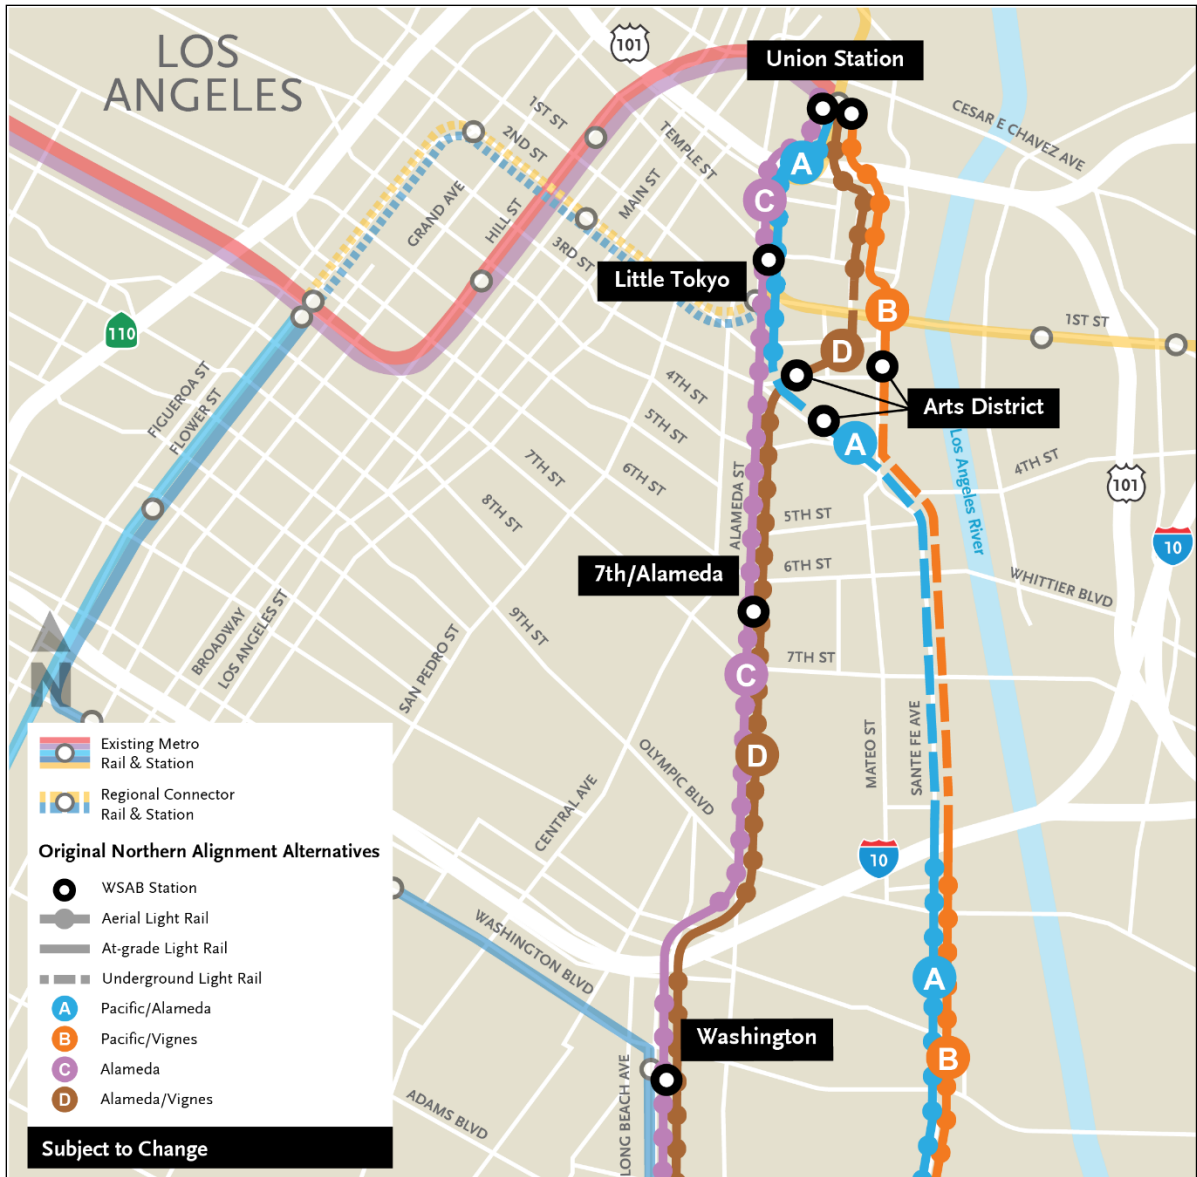 LOS
ANGELES
101
Union Station
1ST ST
2ND ST
TEMPLE ST
CESAR E CHAVEZ AVE
A
C
GRAND AVE
HILL ST
MAIN ST
3RD ST
Little Tokyo
B
1ST ST
110
D
FIGUEROA ST
FLOWER ST
4TH ST
Arts District
5TH ST
A
7TH ST
6TH ST
ALAMEDA ST
Los Angeles River
4TH ST
101
8TH ST
5TH ST
10
7th/Alameda
6TH ST
WHITTIER BLVD
9TH ST
BROADWAY
LOS ANGELES ST
SAN PEDRO ST
7TH ST
N
C
MATEO ST
SANTE FE AVE
OLYMPIC BLVD
D
CENTRAL AVE
10
WASHINGTON BLVD
A
Washington
B
LONG BEACH AVE
ADAMS BLVD
Existing Metro
Rail & Station
Regional Connector
Rail & Station
Original Northern Alignment Alternatives
WSAB Station
Aerial Light Rail
At-grade Light Rail
Underground Light Rail
A Pacific/Alameda
B Pacific/Vignes
C Alameda
D Alameda/Vignes
Subject to Change